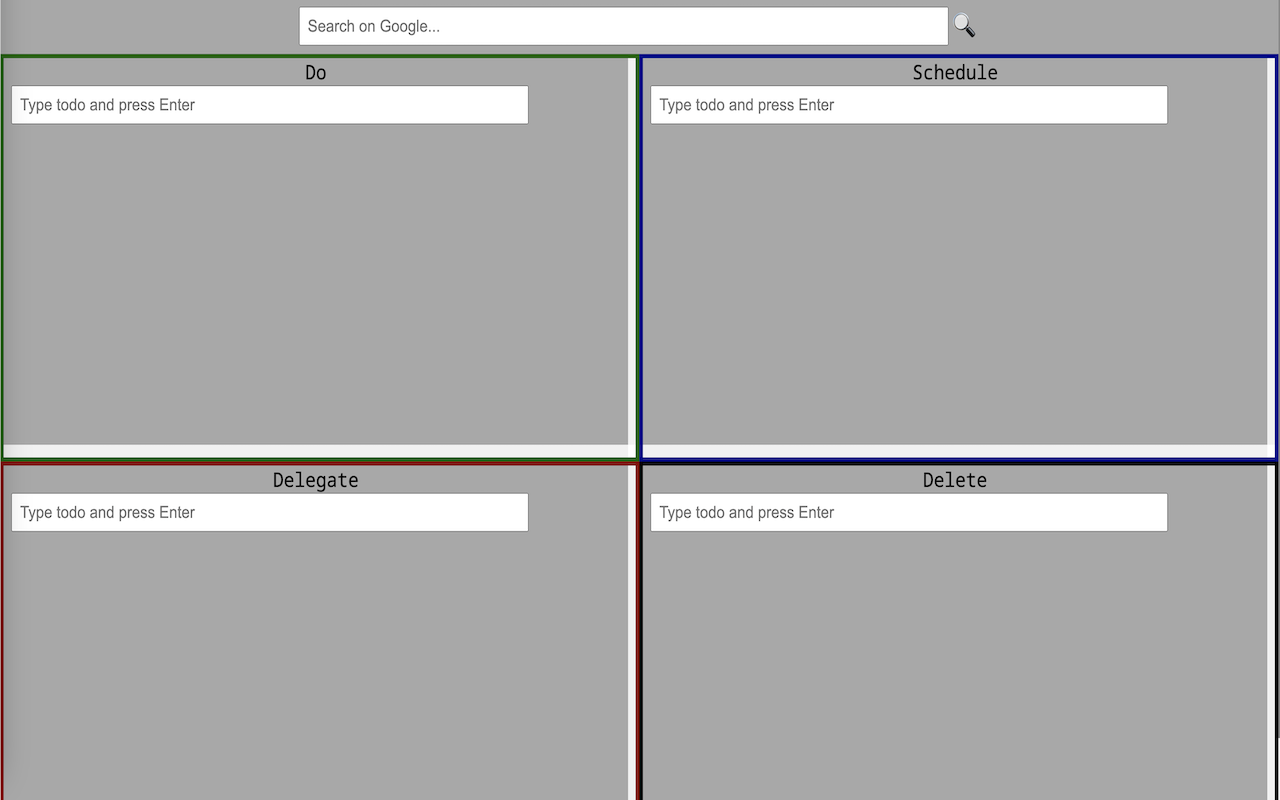 Search on Google...
Do
Type todo and press Enter
Schedule
Type todo and press Enter
Delegate
Type todo and press Enter
Delete
Type todo and press Enter